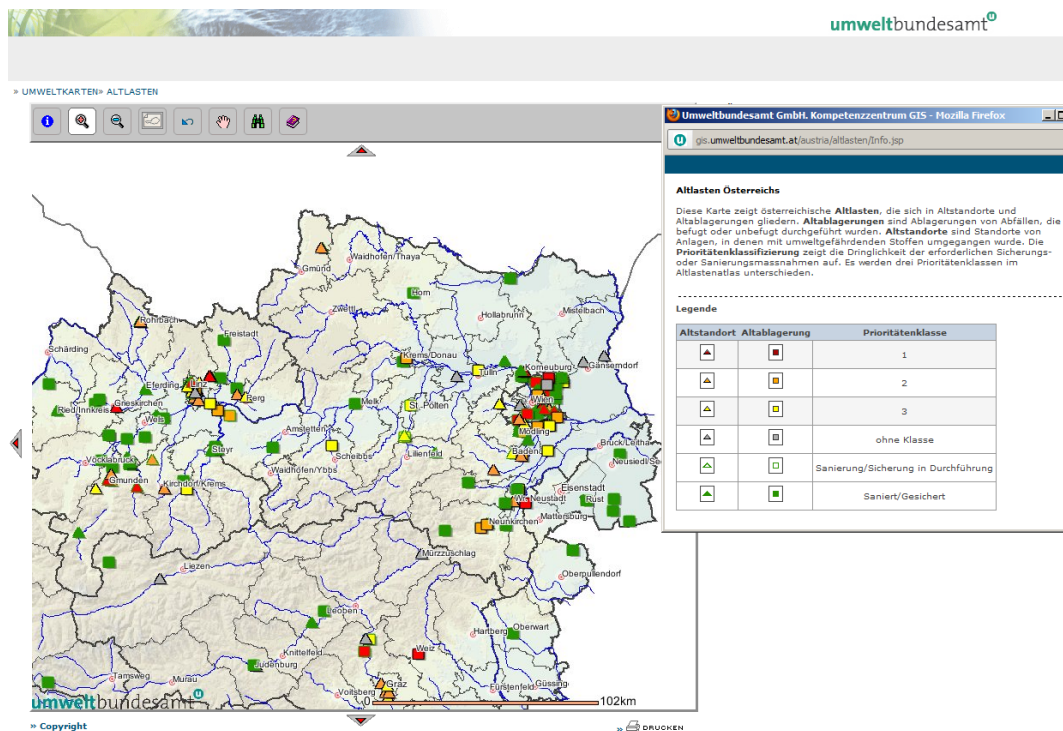 umweltbundesamt
» UMWELTKARTEN» ALTLASTEN
Umweltbundesamt GmbH. Kompetenzzentrum GIS - Mozilla Firefox
gis.umweltbundesamt.at/austria/altlasten/Info.jsp
Altlasten Österreichs
Diese Karte zeigt österreichische Altlasten, die sich in Altstandorte und
Altablagerungen gliedern. Altablagerungen sind Ablagerungen von Abfällen, die
befugt oder unbefugt durchgeführt wurden. Altstandorte sind Standorte von
Anlagen, in denen mit umweltgefährdenden Stoffen umgegangen wurde. Die
Prioritätenklassifizierung zeigt die Dringlichkeit der erforderlichen Sicherungs-
oder Sanierungsmassnahmen auf. Es werden drei Prioritätenklassen im
Altlastenatlas unterschieden.
Legende
Altstandort Altablagerung Prioritätenklasse
1
2
3
ohne Klasse
Sanierung/Sicherung in Durchführung
Saniert/Gesichert
Waidhofen/Thaya
Gmünd
Horn
Zwettl
Hollabrunn
Mistelbach
Rohrbach
Freistadt
Schärding
Krems/Donau
Korneuburg
Gänserndorf
Tulln
Eferding
Linz
Perg
Grieskirchen
Ried/Innkreis
Wels
Melk
St. Pölten
Wien
Mödling
Amstetten
Steyr
Scheibbs
Lilienfeld
Baden
Bruck/Leitha
Neusiedl/See
Vöcklabruck
Waidhofen/Ybbs
Gmunden
Kirchdorf/Krems
Eisenstadt
Wr. Neustadt
Rust
Neunkirchen
Mattersburg
Mürzzuschlag
Liezen
Oberpullendorf
Leoben
Hartberg
Oberwart
Knittelfeld
Weiz
Judenburg
Tamsweg
Murau
Voitsberg
Graz
Fürstenfeld
Güssing
umweltbundesamt
0
102km
» Copyright
» DRUCKEN